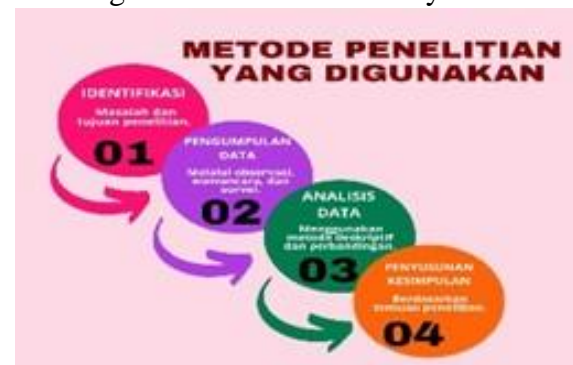 METODE PENELITIAN
YANG DIGUNAKAN
IDENTIFIKASI
Masalah dan
tujuan penelitian.
01
PENGUMPULAN
DATA
Melalui observasi,
wawancara, dan
survei.
02
ANALISIS
DATA
Menggunakan
metode deskriptif
dan perbandingan
03
PENYUSUNAN
KESIMPULAN
Berdasarkan
penelitian.
04